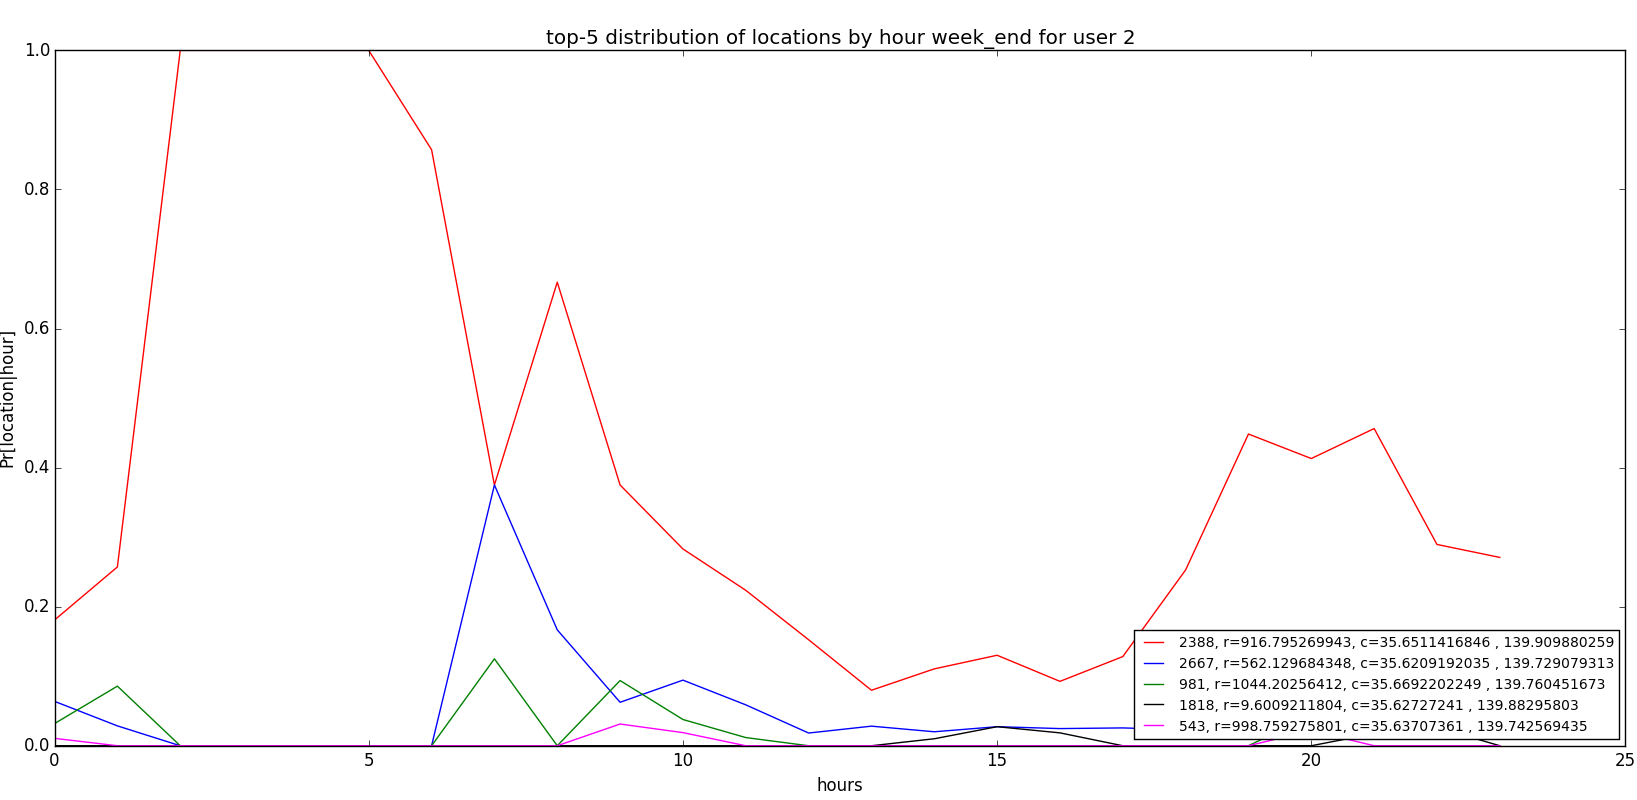 top-5 distribution of locations by hour week_end for user 2
1.0
0.8
0.6
0.4
0.2
0.0
Pr[location|hour]
2388, r=916.795269943, c=35.6511416846 , 139.909880259
2667, r=562.129684348, c=35.6209192035 , 139.729079313
981, r=1044.20256412, c=35.6692202249 , 139.760451673
1818, r=9.6009211804, c=35.62727241 , 139.88295803
543, r=998.759275801, c=35.63707361 , 139.742569435
0 5 10 15 20 25
hours